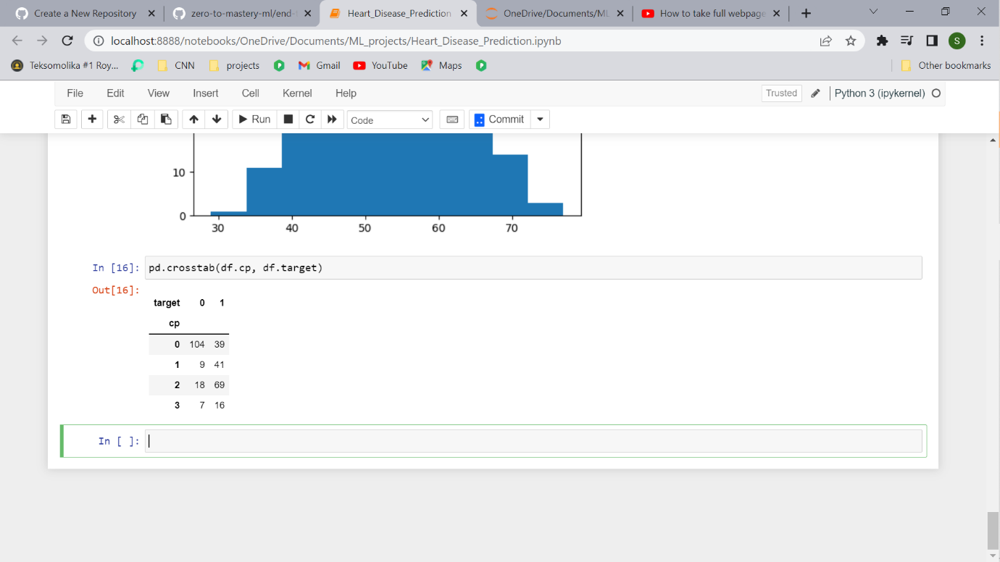 Create a New Repository
zero-to-mastery-ml/end-
Heart_Disease_Prediction
OneDrive/Documents/ML
How to take full webpage
localhost:8888/notebooks/OneDrive/Documents/ML_projects/Heart_Disease_Prediction.ipynb
S
Teksomolika #1 Roy...
CNN
projects
Gmail
YouTube
Maps
Other bookmarks
File Edit View Insert Cell Kernel Help
Trusted
Python 3 (ipykernel)
Run
Code
Commit
10
0
30 40 50 60 70
In [16]: pd.crosstab(df.cp, df.target)
Out[16]:
target 0 1
cp
0 104 39
1 9 41
2 18 69
3 7 16
In [ ]: